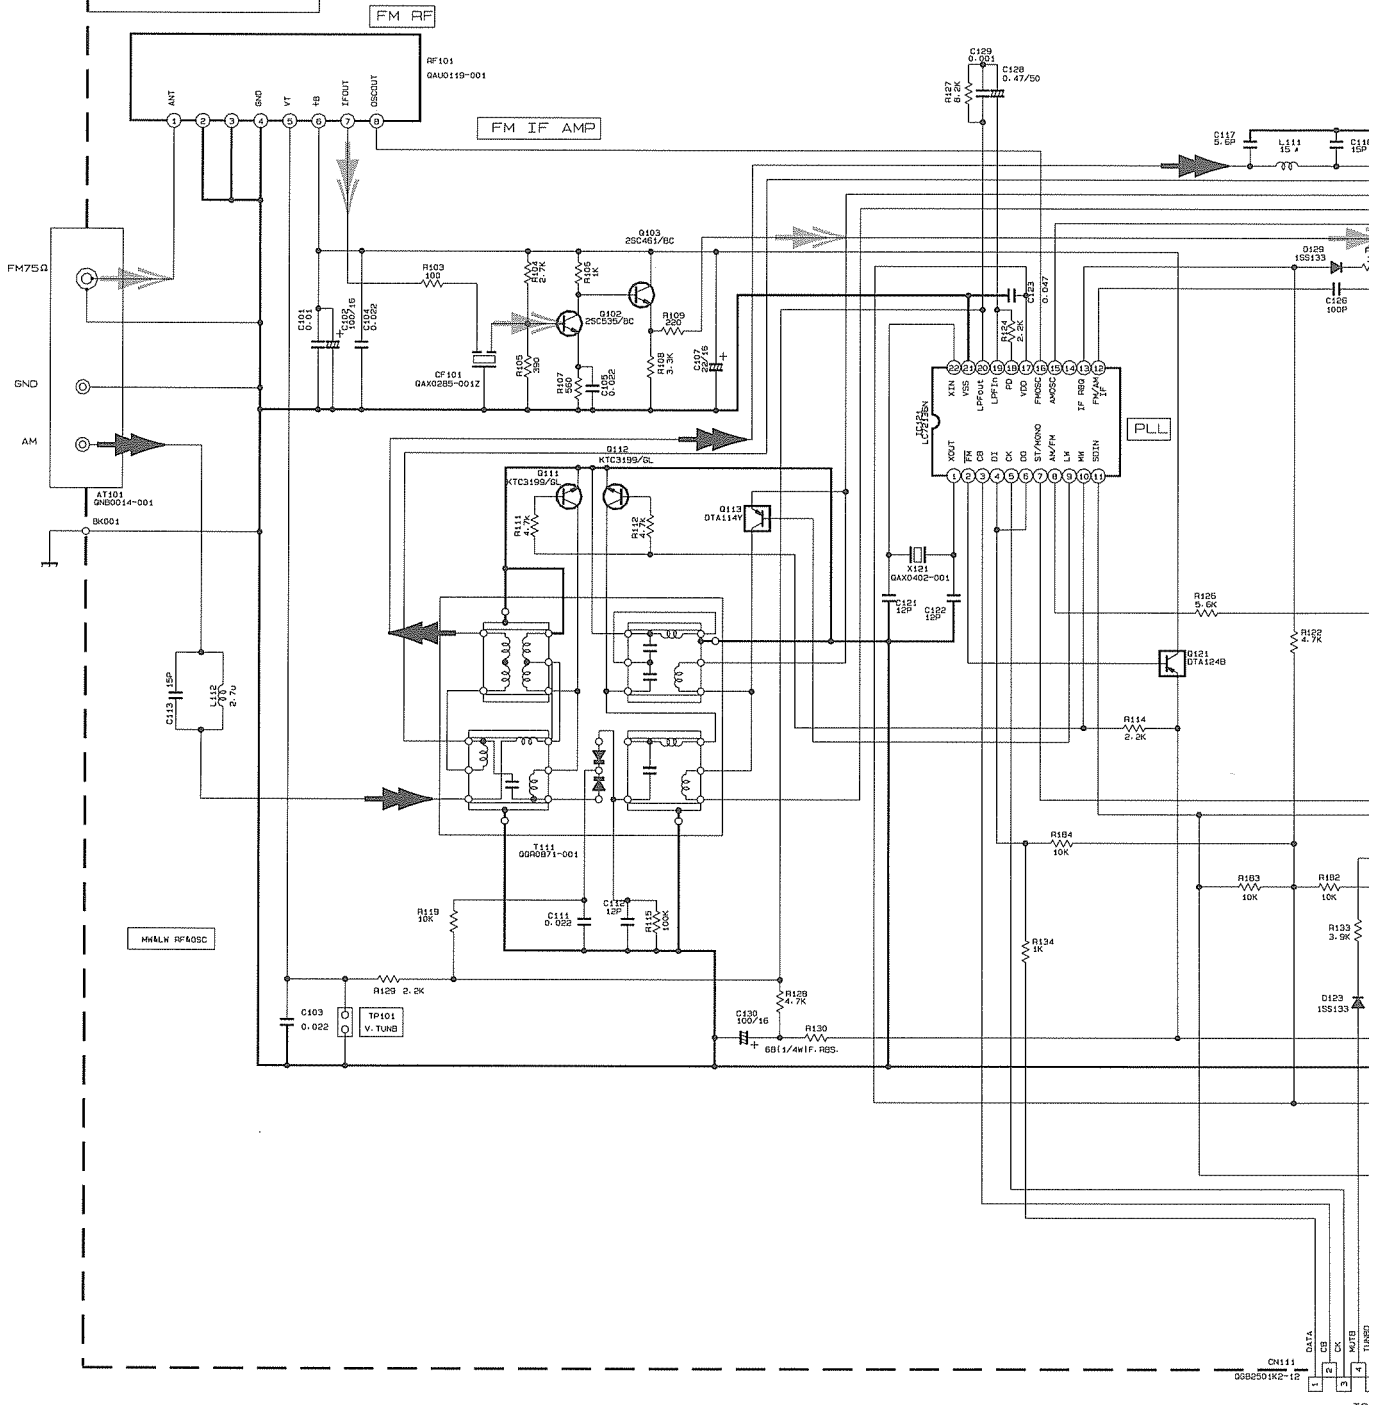 FM RF
RF101
QAU0119-001
ANT
GND
VT
+B
IFOUT
OSCOUT
1
2
3
4
5
6
7
8
FM IF AMP
C129
0.001
C128
0.47/50
R127
8.2K
C117
5.6P
L111
15
C118
15P
FM75Ω
GND
AM
AT101
QNB0014-001
BK001
R103
100
R104
2.7K
R106
1K
Q103
2SC461/BC
Q102
2SC535/BC
R109
220
C101
0.01
C102
100/16
C104
0.022
CF101
QAX0285-001Z
R105
390
R107
560
C105
0.022
R108
3.3K
C107
22/16
C123
0.047
R124
2.2K
D129
1SS133
C126
100P
22
21
20
19
18
17
16
15
14
13
12
XIN
VSS
LPFout
LPFIn
PD
VDD
FMOSC
AMOSC
IF REQ
FM/AM
IF
IC121
LC72136N
PLL
XOUT
FM
CE
DI
CK
DO
ST/MONO
AM/FM
LW
MW
SDIN
1
2
3
4
5
6
7
8
9
10
11
Q112
KTC3199/GL
Q111
KTC3199/GL
R111
4.7K
R112
4.7K
Q113
DTA114Y
X121
QAX0402-001
C121
12P
C122
12P
R126
5.6K
R122
4.7K
Q121
DTA124B
R114
2.2K
C113
15P
L112
2.7u
T111
QQR0871-001
R184
10K
R183
10K
R182
10K
R119
10K
C111
0.022
C112
12P
R115
100K
R134
1K
R133
3.9K
D123
1SS133
MW&LW RF&OSC
R129 2.2K
C103
0.022
TP101
V.TUNE
R128
4.7K
C130
100/16
R130
68(1/4W)F.RES.
DATA
CE
CK
MUTE
TUNED
CN111
QGB2501K2-12
1
2
3
4